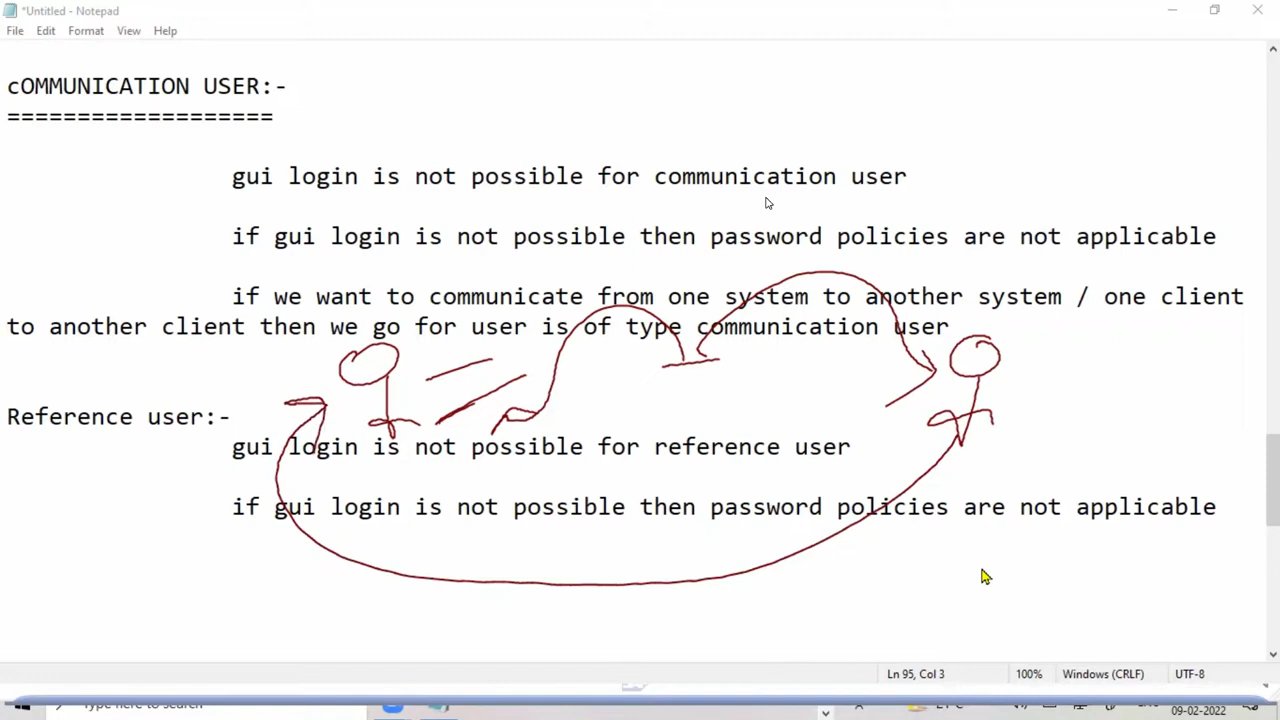 *Untitled - Notepad
File Edit Format View Help
cOMMUNICATION USER:-
===================
gui login is not possible for communication user
if gui login is not possible then password policies are not applicable
if we want to communicate from one system to another system / one client
to another client then we go for user is of type communication user
Reference user:-
gui login is not possible for reference user
if gui login is not possible then password policies are not applicable
Ln 95, Col 3 100% Windows (CRLF) UTF-8
Type here to search
09-02-2022